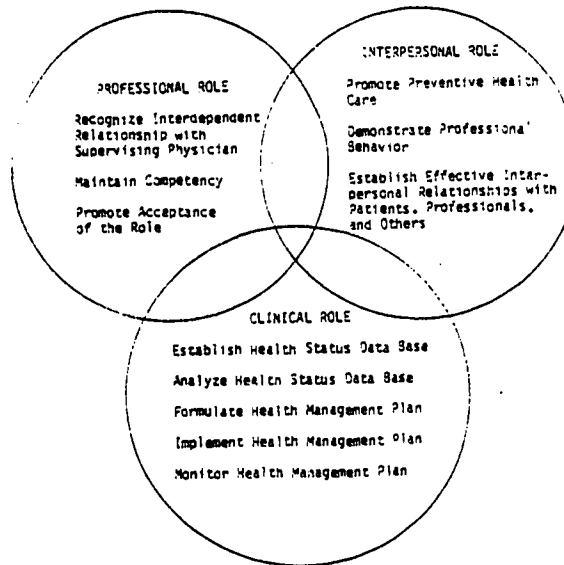 PROFESSIONAL ROLE
Recognize Interdependent
Relationship with
Supervising Physician
Maintain Competency
Promote Acceptance
of the Role
INTERPERSONAL ROLE
Promote Preventive Health
Care
Demonstrate Professional
Behavior
Establish Effective Inter-
personal Relationships with
Patients, Professionals,
and Others
CLINICAL ROLE
Establish Health Status Data Base
Analyze Health Status Data Base
Formulate Health Management Plan
Implement Health Management Plan
Monitor Health Management Plan